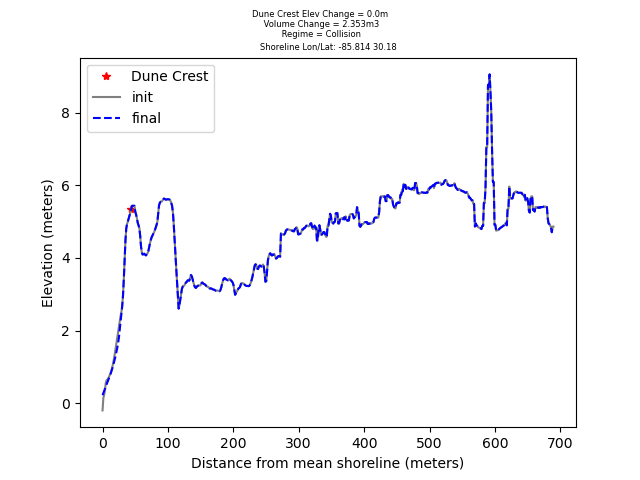 Dune Crest Elev Change = 0.0m
Volume Change = 2.353m3
Regime = Collision
Shoreline Lon/Lat: -85.814 30.18
Dune Crest
init
final
Elevation (meters)
8
6
4
2
0
0 100 200 300 400 500 600 700
Distance from mean shoreline (meters)